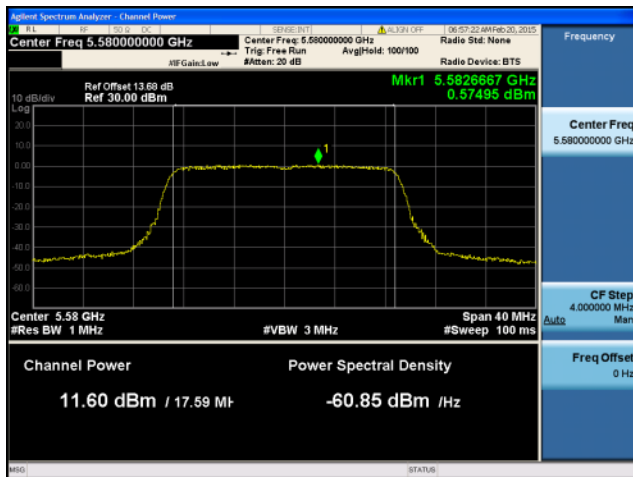 Agilent Spectrum Analyzer - Channel Power
RL RF 50 Ω DC SENSE:INT ALIGN OFF 06:57:22 AM Feb 20, 2015
Center Freq 5.580000000 GHz
Center Freq: 5.580000000 GHz Radio Std: None
Trig: Free Run Avg|Hold: 100/100
#IFGain:Low #Atten: 20 dB Radio Device: BTS
Frequency
Mkr1 5.5826667 GHz
0.57495 dBm
Ref Offset 13.68 dB
10 dB/div Ref 30.00 dBm
Log
20.0
10.0
0.00
-10.0
-20.0
-30.0
-40.0
-50.0
-60.0
1
Center Freq
5.580000000 GHz
Center 5.58 GHz Span 40 MHz
#Res BW 1 MHz #VBW 3 MHz #Sweep 100 ms
CF Step
4.000000 MHz
Auto Man
Channel Power Power Spectral Density
11.60 dBm / 17.59 MH -60.85 dBm /Hz
Freq Offset
0 Hz
MSG STATUS